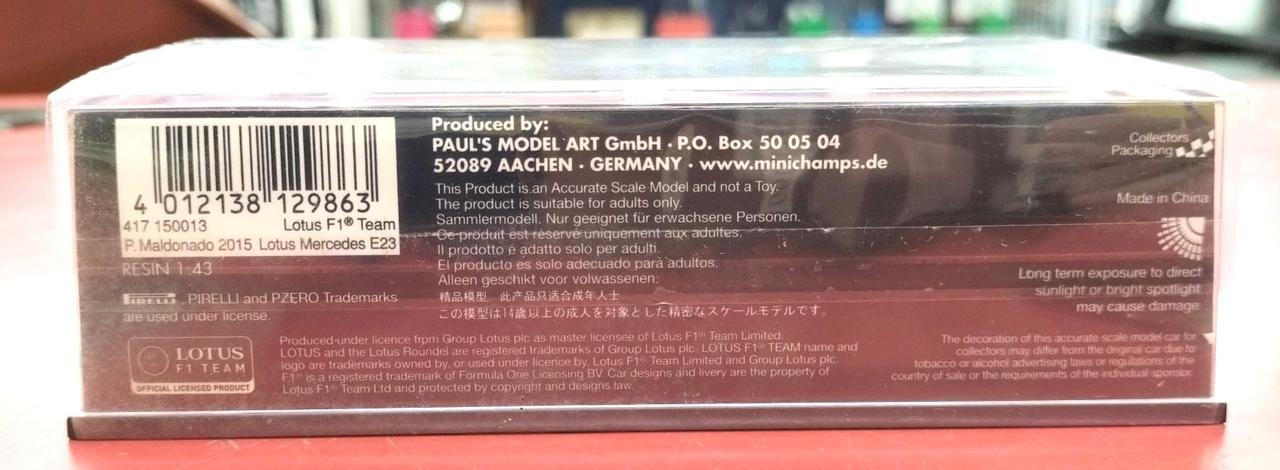 4 012138 129863
417 150013 Lotus F1® Team
P. Maldonado 2015 Lotus Mercedes E23
RESIN 1:43
PIRELLI, PIRELLI and PZERO Trademarks
are used under license.
LOTUS
F1 TEAM
OFFICIAL LICENSED PRODUCT
Produced by:
PAUL'S MODEL ART GmbH · P.O. Box 50 05 04
52089 AACHEN · GERMANY · www.minichamps.de
This Product is an Accurate Scale Model and not a Toy.
The product is suitable for adults only.
Sammlermodell. Nur geeignet für erwachsene Personen.
Ce produit est réservé uniquement aux adultes.
Il prodotto é adatto solo per adulti.
El producto es solo adecuado para adultos.
Alleen geschikt voor volwassenen.
精品模型 此产品只适合成年人士
この模型は14歳以上の成人を対象とした精密なスケールモデルです。
Produced under licence from Group Lotus plc as master licensee of Lotus F1® Team Limited.
LOTUS and the Lotus Roundel are registered trademarks of Group Lotus plc. LOTUS F1® TEAM name and
logo are trademarks owned by, or used under licence by, Lotus F1® Team Limited and Group Lotus plc.
F1® is a registered trademark of Formula One Licensing BV. Car designs and livery are the property of
Lotus F1® Team Ltd and protected by copyright and designs law.
Collectors
Packaging
Made in China
Long term exposure to direct
sunlight or bright spotlight
may cause damage.
The decoration of this accurate scale model car for
collectors may differ from the original car due to
tobacco or alcohol advertising laws or regulations of the
country of sale or the requirements of the individual sponsor.